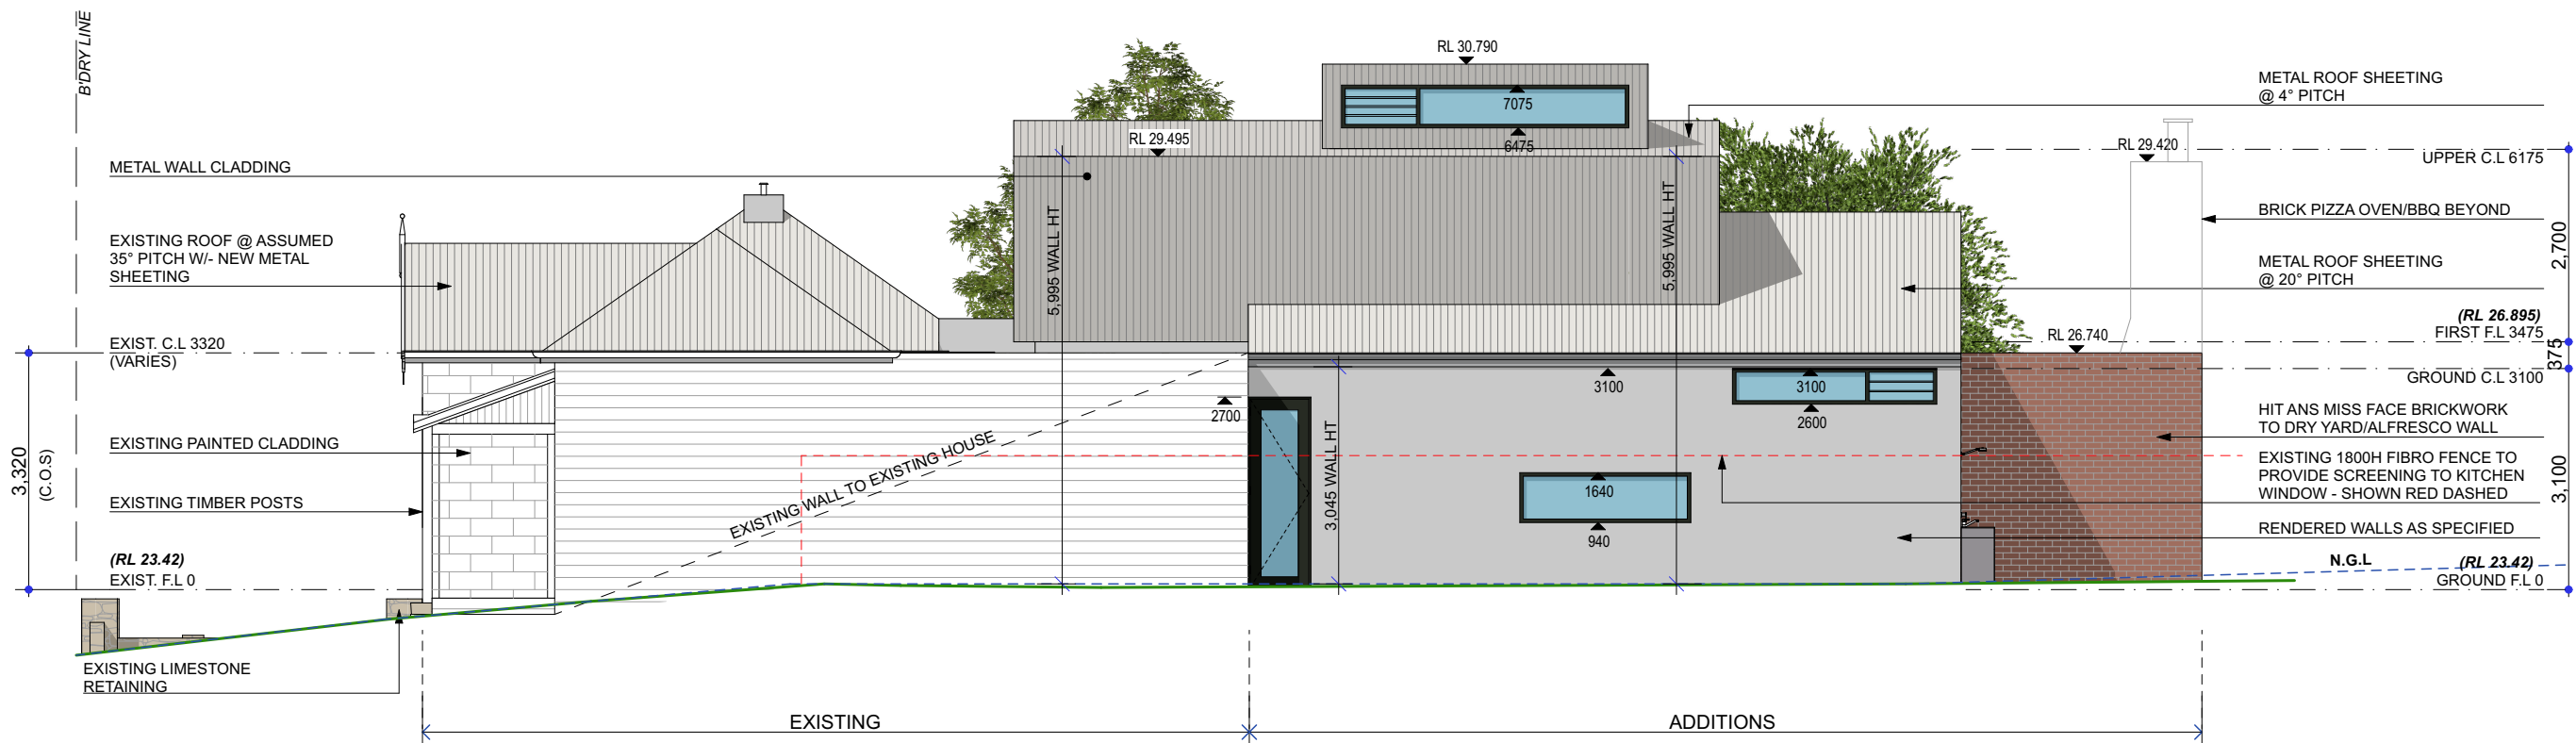 B'DRY LINE
METAL WALL CLADDING
EXISTING ROOF @ ASSUMED
35° PITCH W/- NEW METAL
SHEETING
EXIST. C.L 3320
(VARIES)
3,320
(C.O.S)
EXISTING PAINTED CLADDING
EXISTING TIMBER POSTS
(RL 23.42)
EXIST. F.L 0
EXISTING LIMESTONE
RETAINING
EXISTING WALL TO EXISTING HOUSE
RL 30.790
7075
6475
RL 29.495
5,995 WALL HT
5,995 WALL HT
2700
3,045 WALL HT
3100
3100
2600
1640
940
RL 29.420
RL 26.740
METAL ROOF SHEETING
@ 4° PITCH
UPPER C.L 6175
BRICK PIZZA OVEN/BBQ BEYOND
METAL ROOF SHEETING
@ 20° PITCH
(RL 26.895)
FIRST F.L 3475
GROUND C.L 3100
HIT ANS MISS FACE BRICKWORK
TO DRY YARD/ALFRESCO WALL
EXISTING 1800H FIBRO FENCE TO
PROVIDE SCREENING TO KITCHEN
WINDOW - SHOWN RED DASHED
RENDERED WALLS AS SPECIFIED
N.G.L
(RL 23.42)
GROUND F.L 0
2,700
375
3,100
EXISTING
ADDITIONS